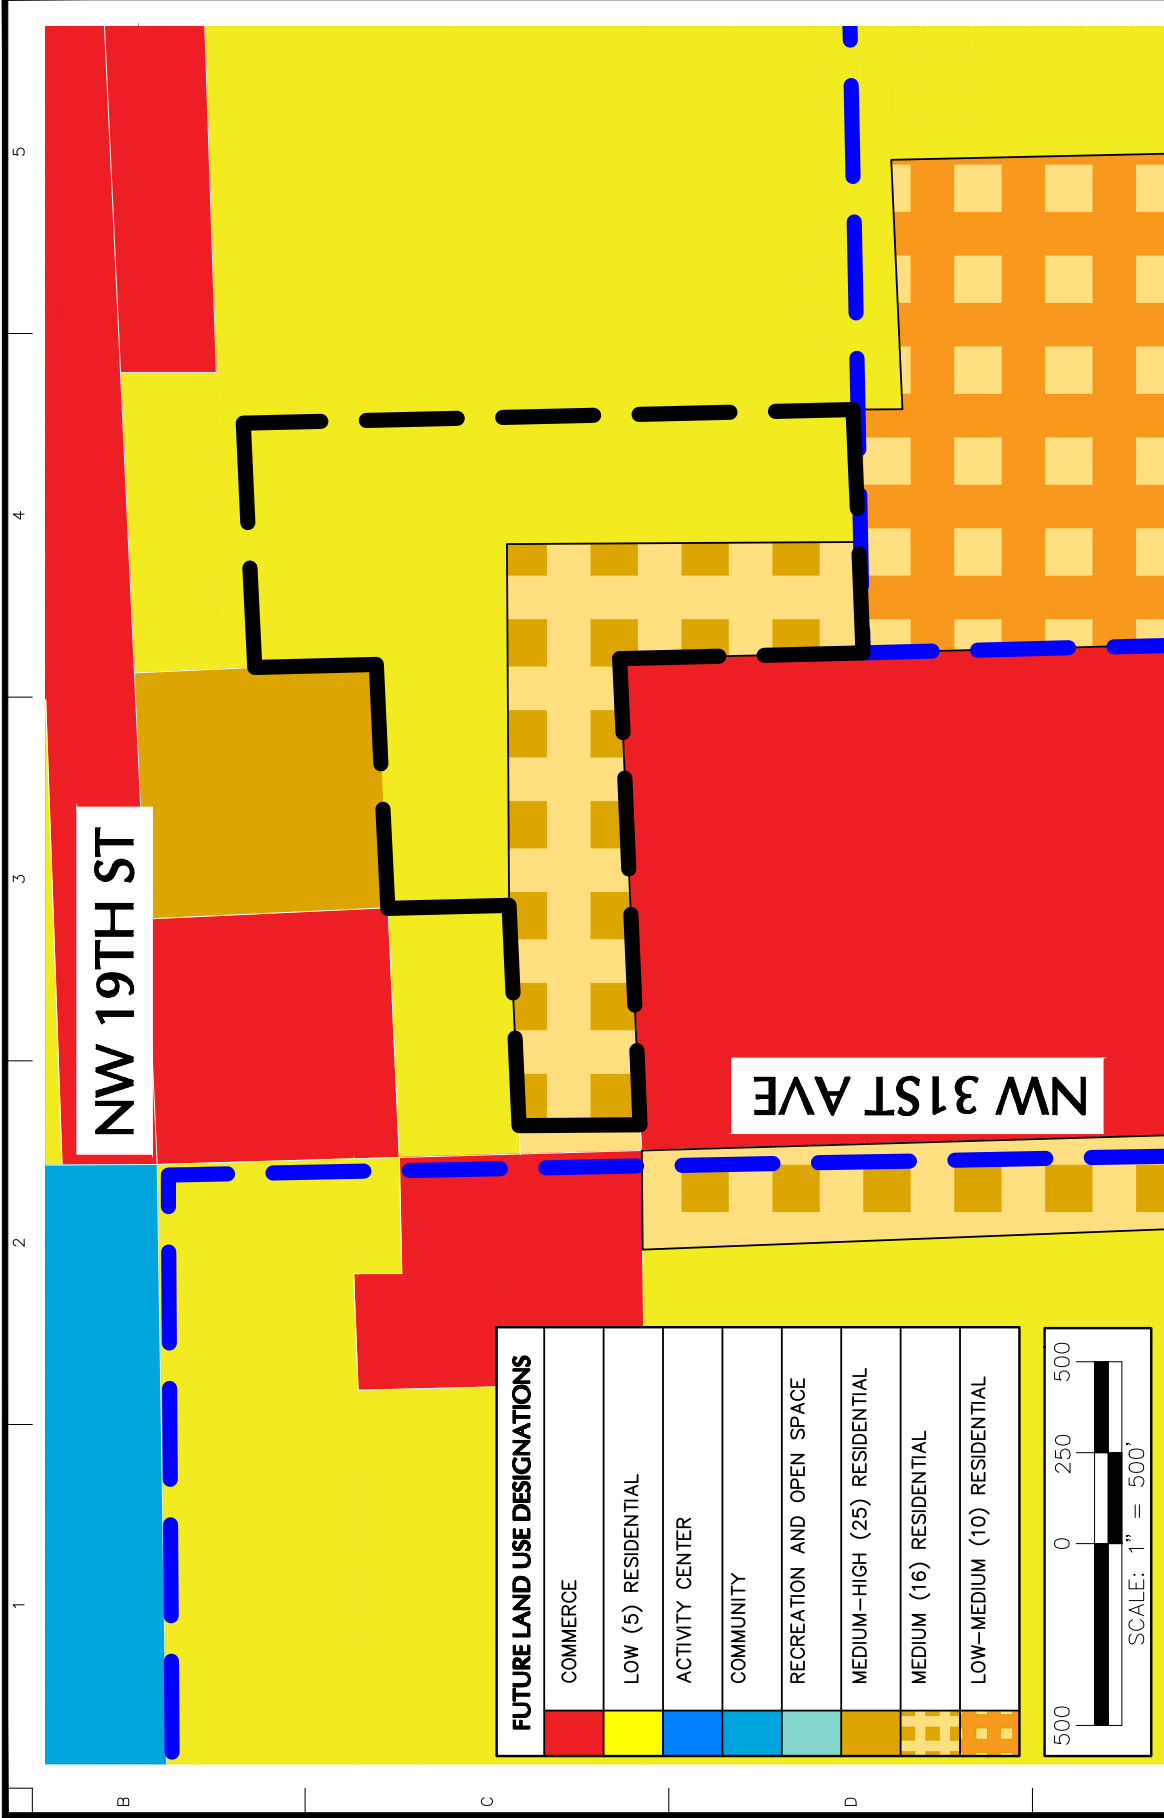 5
4
3
2
1
B
C
D
NW 19TH ST
NW 31ST AVE
FUTURE LAND USE DESIGNATIONS
COMMERCE
LOW (5) RESIDENTIAL
ACTIVITY CENTER
COMMUNITY
RECREATION AND OPEN SPACE
MEDIUM-HIGH (25) RESIDENTIAL
MEDIUM (16) RESIDENTIAL
LOW-MEDIUM (10) RESIDENTIAL
500 0 250 500
SCALE: 1" = 500'